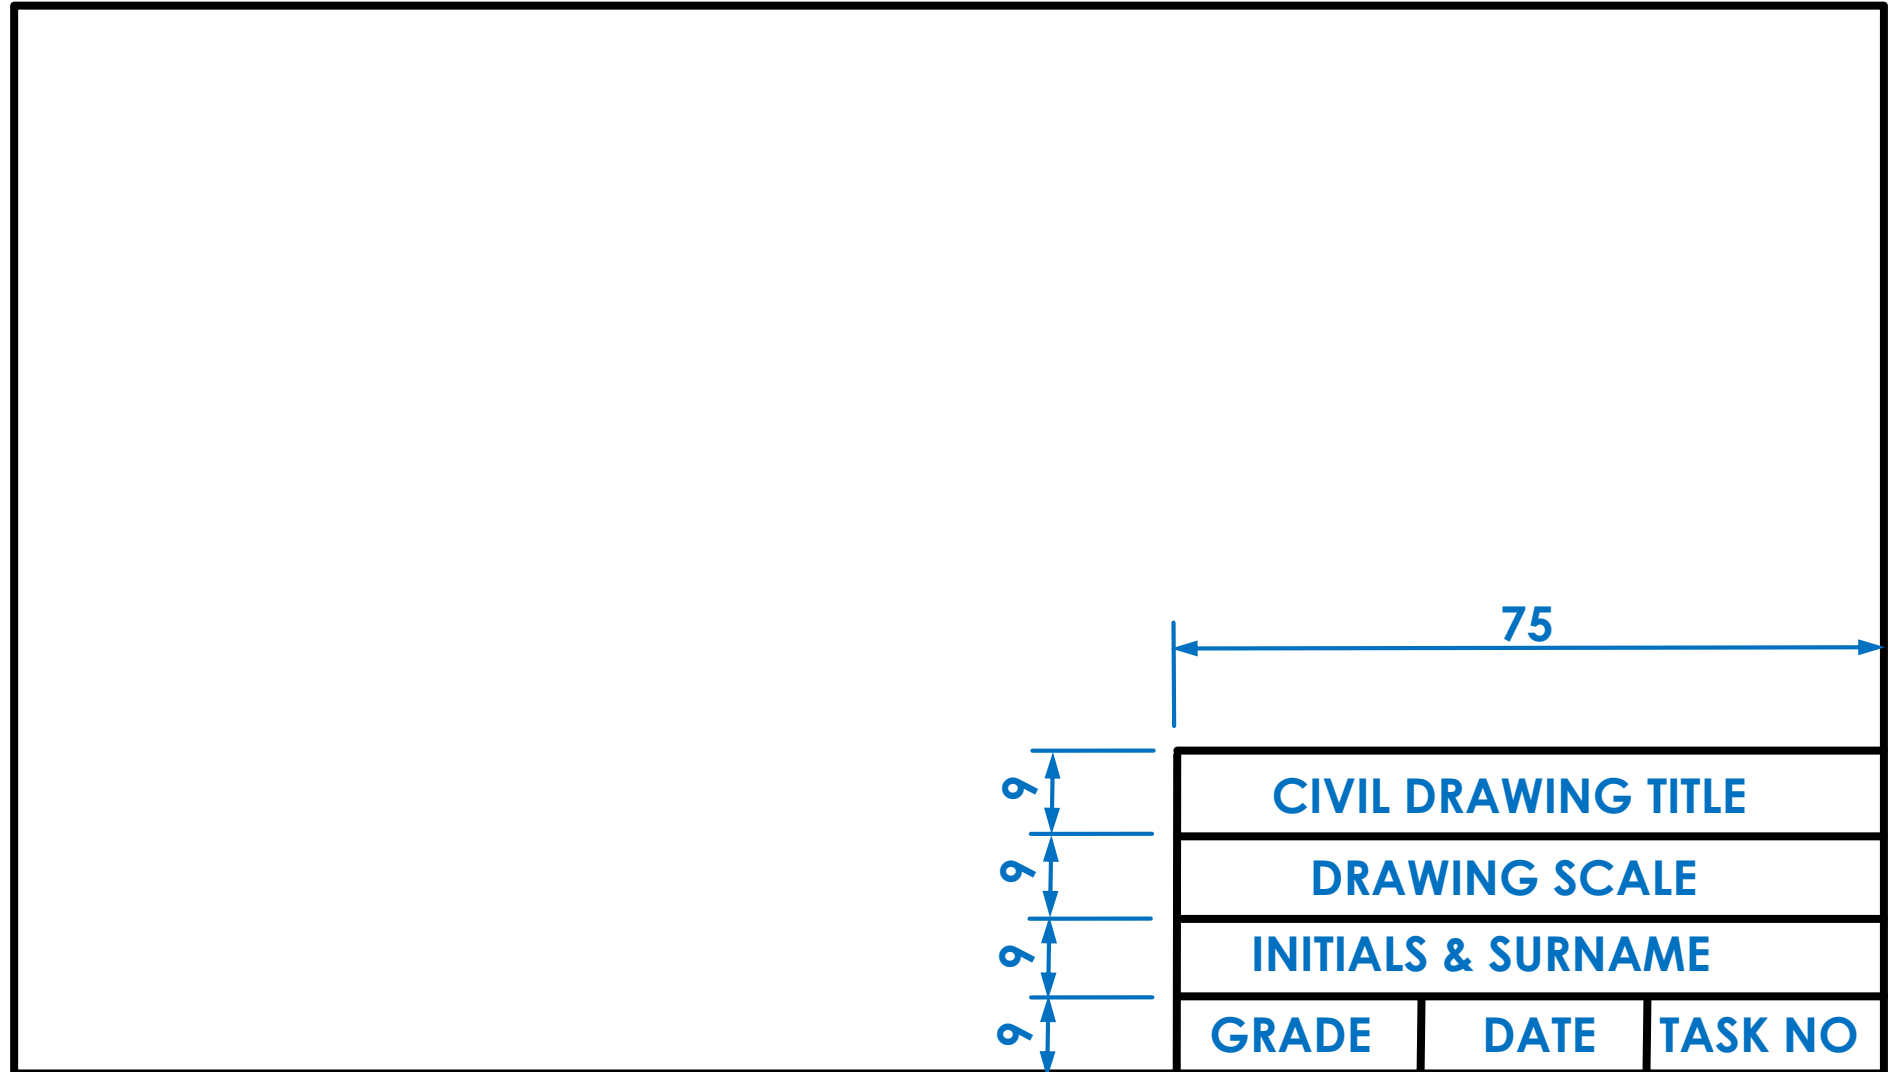 75
9
CIVIL DRAWING TITLE
9
DRAWING SCALE
9
INITIALS & SURNAME
9
GRADE DATE TASK NO